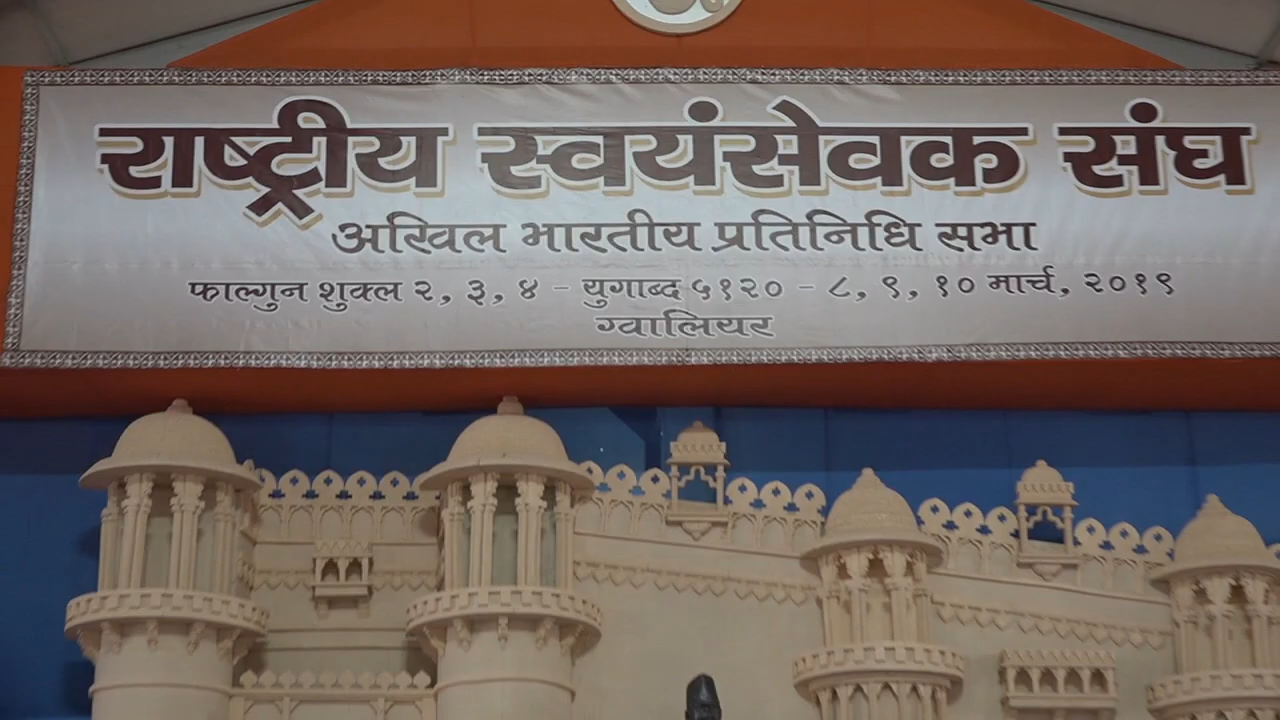 राष्ट्रीय स्वयंसेवक संघ
अखिल भारतीय प्रतिनिधि सभा
फाल्गुन शुक्ल २, ३, ४ - युगाब्द ५१२० - ८, ९, १० मार्च, २०१९
ग्वालियर